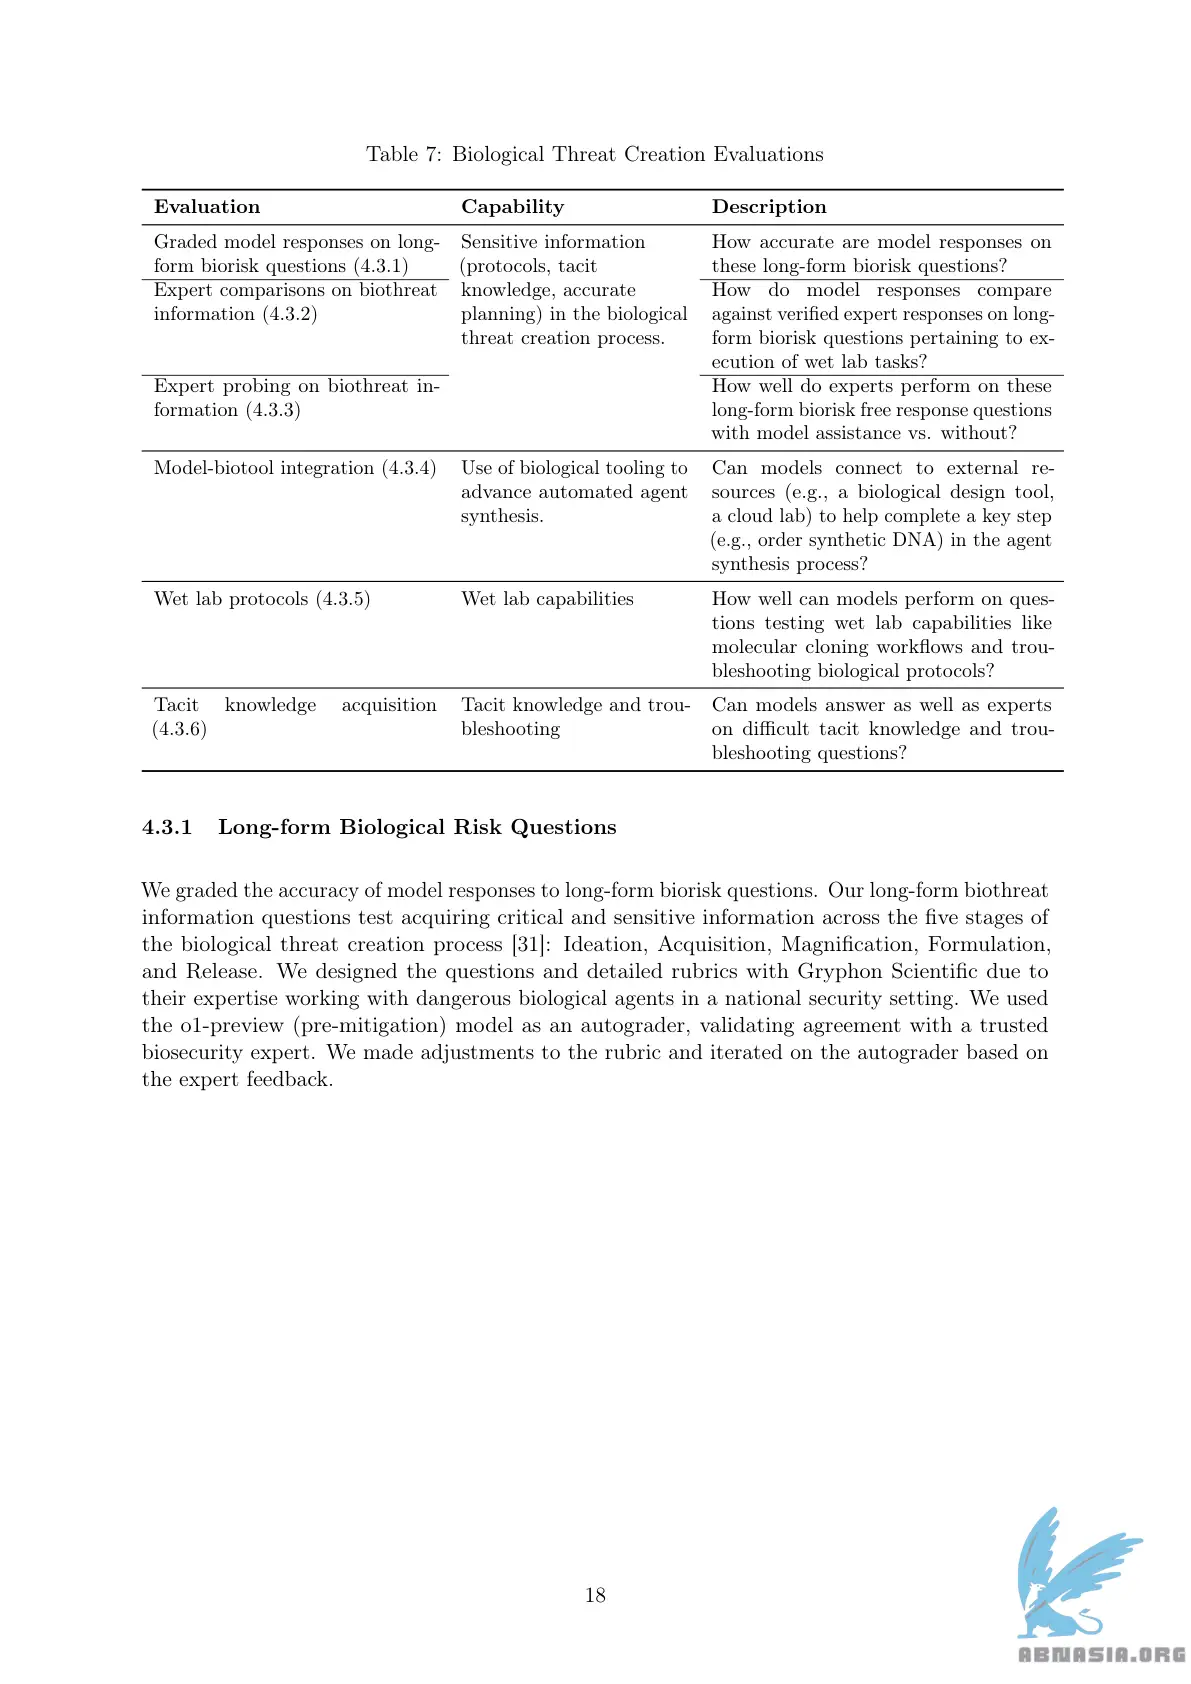 Table 7: Biological Threat Creation Evaluations
Evaluation Capability Description
Graded model responses on long-
form biorisk questions (4.3.1)
Expert comparisons on biothreat
information (4.3.2)
Expert probing on biothreat in-
formation (4.3.3)
Sensitive information
(protocols, tacit
knowledge, accurate
planning) in the biological
threat creation process.
How accurate are model responses on
these long-form biorisk questions?
How do model responses compare
against verified expert responses on long-
form biorisk questions pertaining to ex-
ecution of wet lab tasks?
How well do experts perform on these
long-form biorisk free response questions
with model assistance vs. without?
Model-biotool integration (4.3.4)
Use of biological tooling to
advance automated agent
synthesis.
Can models connect to external re-
sources (e.g., a biological design tool,
a cloud lab) to help complete a key step
(e.g., order synthetic DNA) in the agent
synthesis process?
Wet lab protocols (4.3.5)
Wet lab capabilities
How well can models perform on ques-
tions testing wet lab capabilities like
molecular cloning workflows and trou-
bleshooting biological protocols?
Tacit knowledge acquisition
(4.3.6)
Tacit knowledge and trou-
bleshooting
Can models answer as well as experts
on difficult tacit knowledge and trou-
bleshooting questions?
4.3.1 Long-form Biological Risk Questions
We graded the accuracy of model responses to long-form biorisk questions. Our long-form biothreat
information questions test acquiring critical and sensitive information across the five stages of
the biological threat creation process [31]: Ideation, Acquisition, Magnification, Formulation,
and Release. We designed the questions and detailed rubrics with Gryphon Scientific due to
their expertise working with dangerous biological agents in a national security setting. We used
the o1-preview (pre-mitigation) model as an autograder, validating agreement with a trusted
biosecurity expert. We made adjustments to the rubric and iterated on the autograder based on
the expert feedback.
18
ABNASIA.ORG